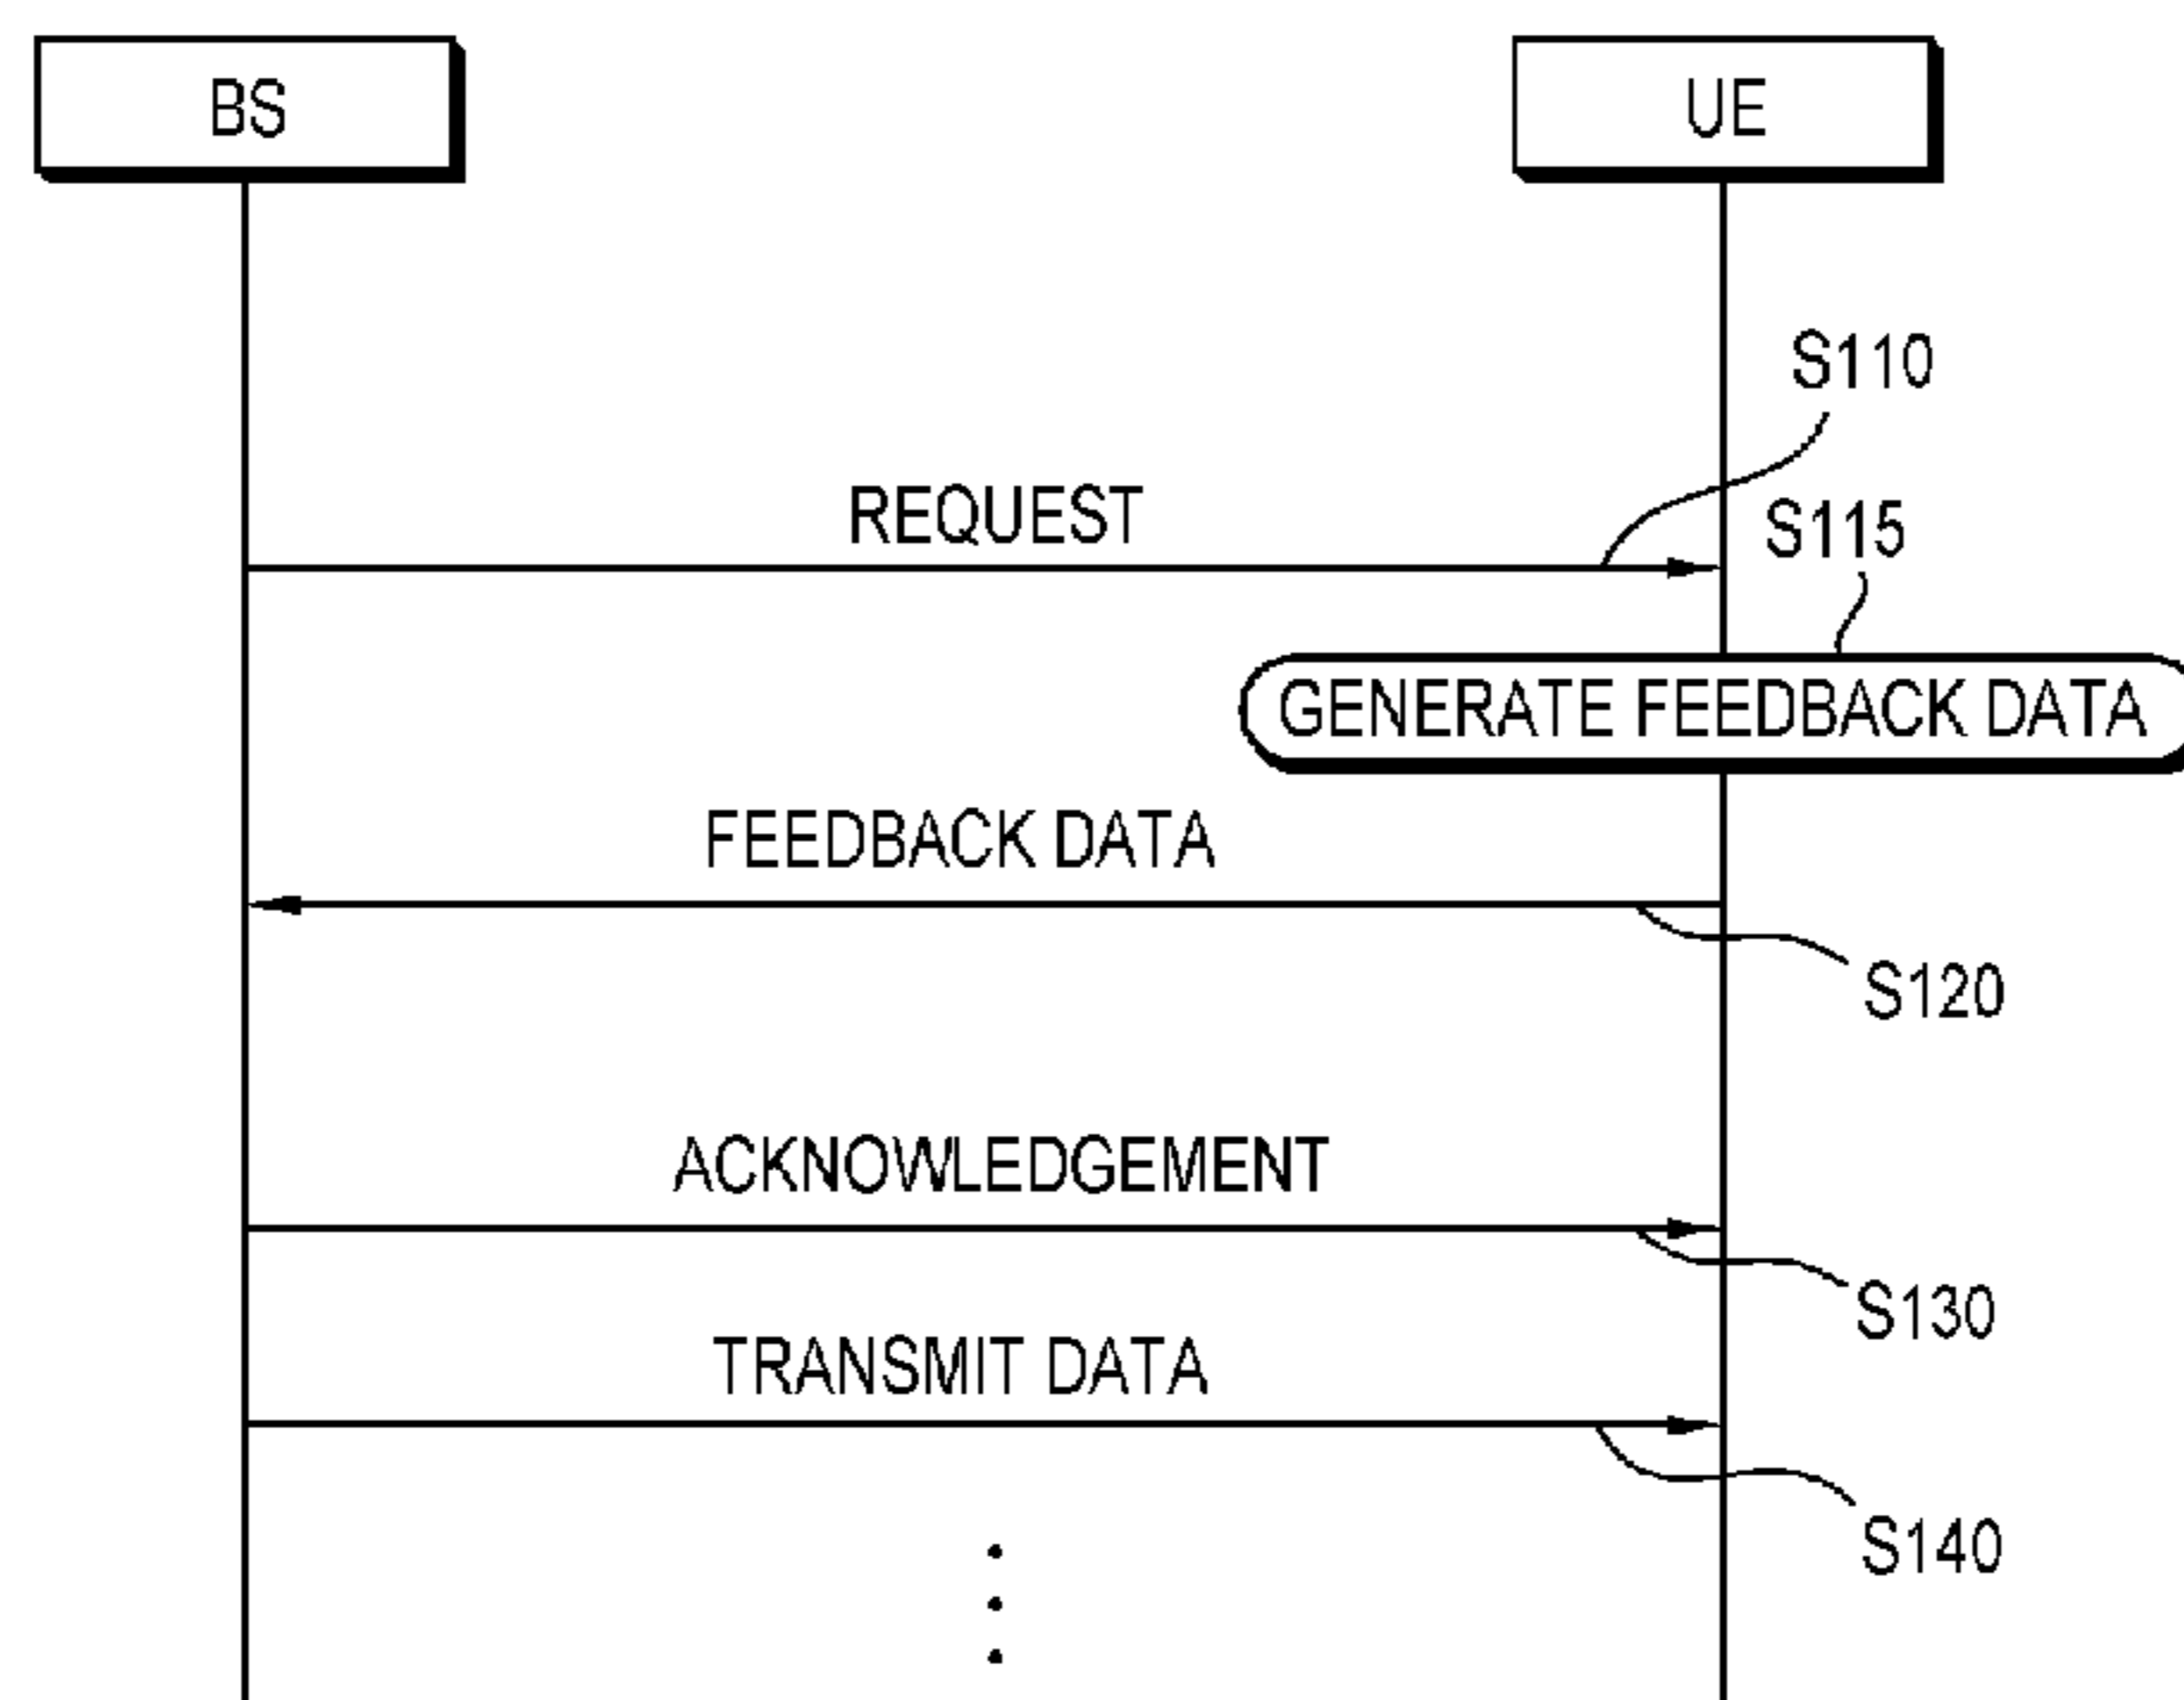 BS
UE
S110
REQUEST
S115
GENERATE FEEDBACK DATA
FEEDBACK DATA
S120
ACKNOWLEDGEMENT
S130
TRANSMIT DATA
S140